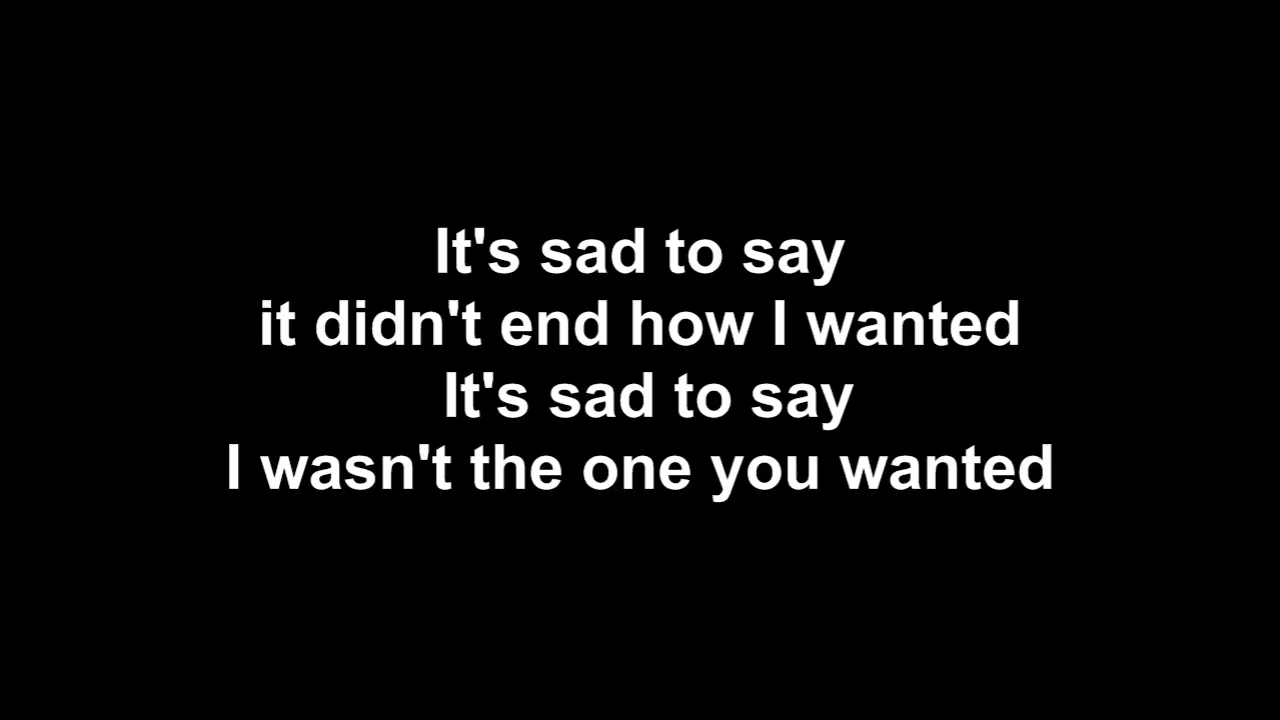 It's sad to say
it didn't end how I wanted
It's sad to say
I wasn't the one you wanted